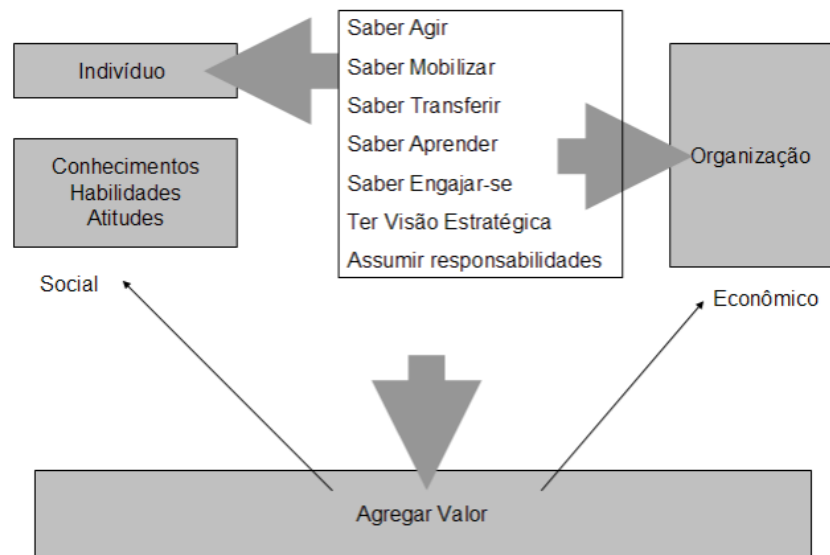 Indivíduo
Conhecimentos
Habilidades
Atitudes
Social
Saber Agir
Saber Mobilizar
Saber Transferir
Saber Aprender
Saber Engajar-se
Ter Visão Estratégica
Assumir responsabilidades
Organização
Econômico
Agregar Valor